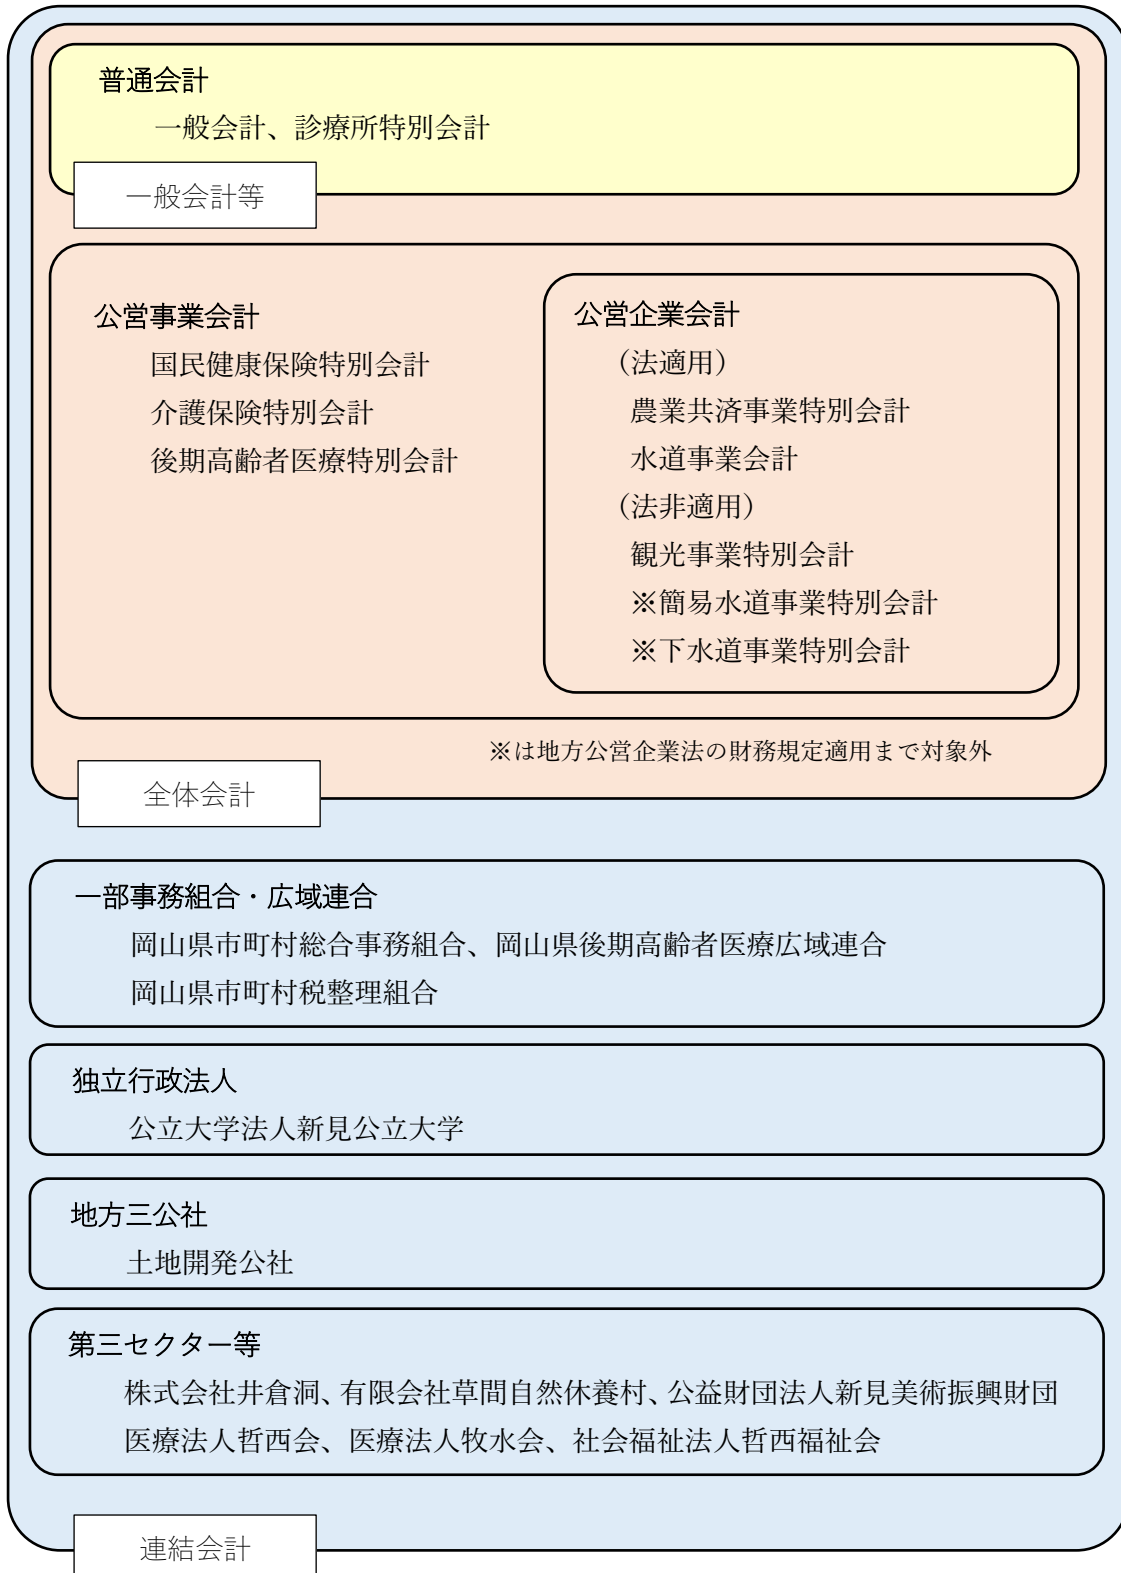 普通会計
一般会計、診療所特別会計
一般会計等
公営事業会計
国民健康保険特別会計
介護保険特別会計
後期高齢者医療特別会計
公営企業会計
（法適用）
農業共済事業特別会計
水道事業会計
（法非適用）
観光事業特別会計
※簡易水道事業特別会計
※下水道事業特別会計
※は地方公営企業法の財務規定適用まで対象外
全体会計
一部事務組合・広域連合
岡山県市町村総合事務組合、岡山県後期高齢者医療広域連合
岡山県市町村税整理組合
独立行政法人
公立大学法人新見公立大学
地方三公社
土地開発公社
第三セクター等
株式会社井倉洞、有限会社草間自然休養村、公益財団法人新見美術振興財団
医療法人哲西会、医療法人牧水会、社会福祉法人哲西福祉会
連結会計